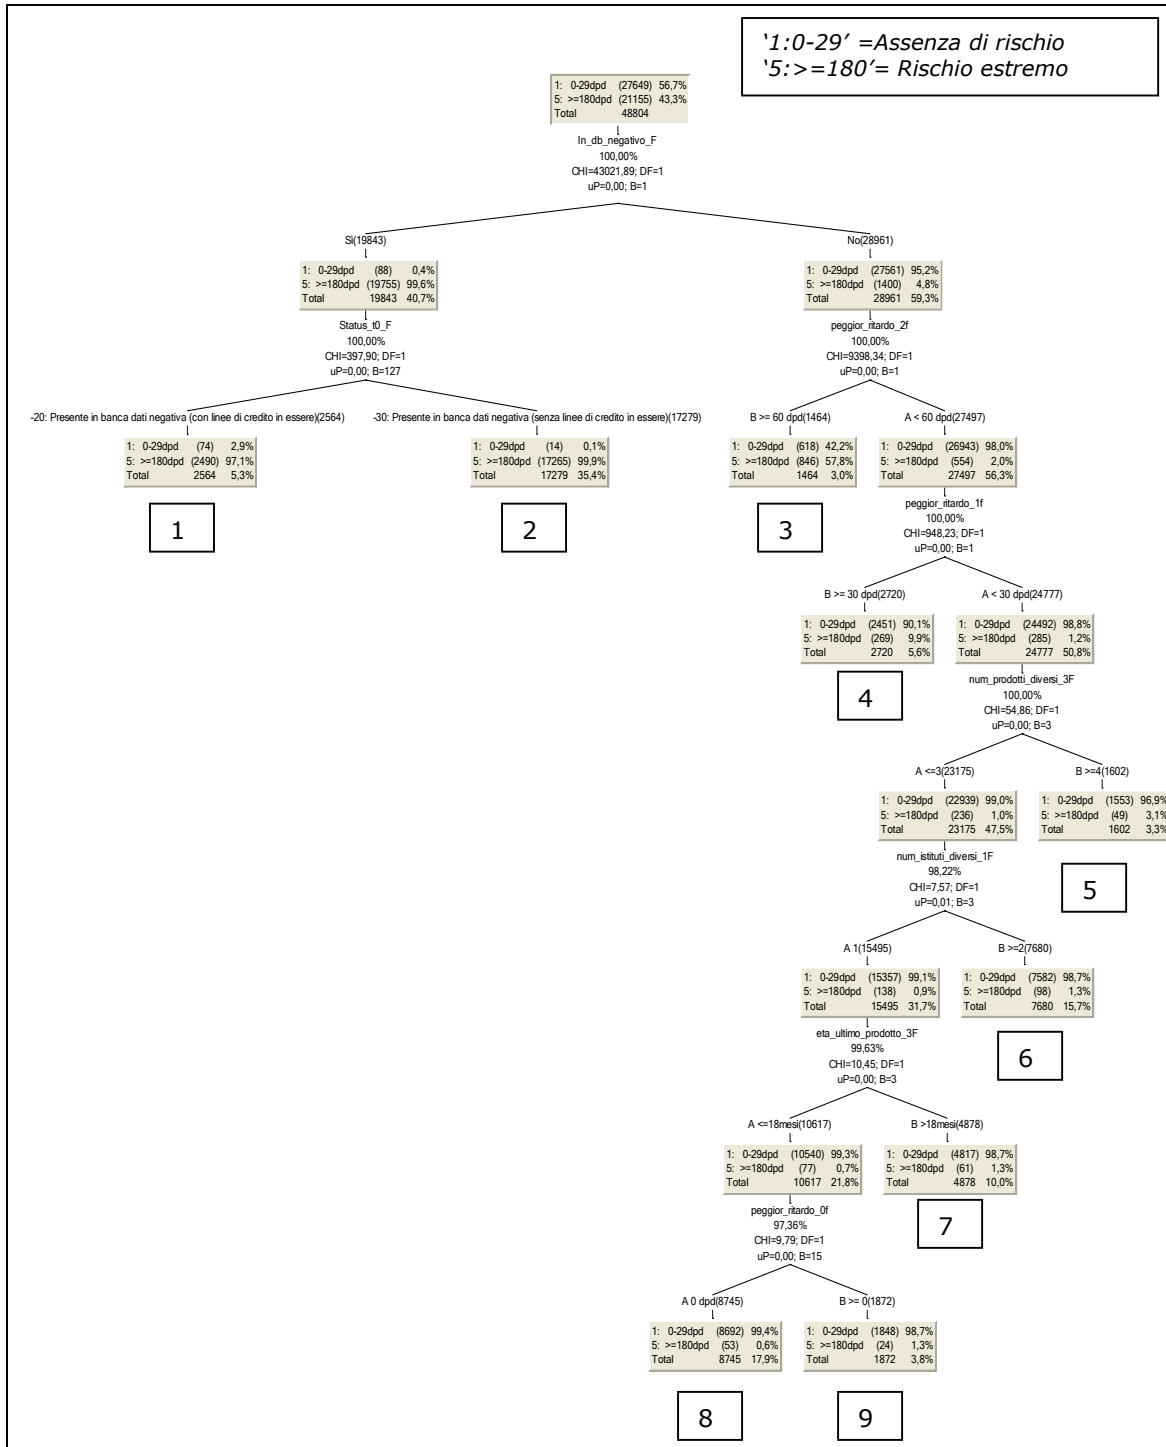 ‘1:0-29’ =Assenza di rischio
‘5:>=180’= Rischio estremo
1: 0-29dpd (27649) 56,7%
5: >=180dpd (21155) 43,3%
Total 48804
In_db_negativo_F
100,00%
CHI=43021,89; DF=1
uP=0,00; B=1
Sì(19843)
No(28961)
1: 0-29dpd (88) 0,4%
5: >=180dpd (19755) 99,6%
Total 19843 40,7%
1: 0-29dpd (27561) 95,2%
5: >=180dpd (1400) 4,8%
Total 28961 59,3%
Status_t0_F
100,00%
CHI=397,90; DF=1
uP=0,00; B=127
peggior_ritardo_2f
100,00%
CHI=9398,34; DF=1
uP=0,00; B=1
-20: Presente in banca dati negativa (con linee di credito in essere)(2564)
-30: Presente in banca dati negativa (senza linee di credito in essere)(17279)
B >= 60 dpd(1464)
A < 60 dpd(27497)
1: 0-29dpd (74) 2,9%
5: >=180dpd (2490) 97,1%
Total 2564 5,3%
1: 0-29dpd (14) 0,1%
5: >=180dpd (17265) 99,9%
Total 17279 35,4%
1: 0-29dpd (618) 42,2%
5: >=180dpd (846) 57,8%
Total 1464 3,0%
1: 0-29dpd (26943) 98,0%
5: >=180dpd (554) 2,0%
Total 27497 56,3%
1
2
3
peggior_ritardo_1f
100,00%
CHI=948,23; DF=1
uP=0,00; B=1
B >= 30 dpd(2720)
A < 30 dpd(24777)
1: 0-29dpd (2451) 90,1%
5: >=180dpd (269) 9,9%
Total 2720 5,6%
1: 0-29dpd (24492) 98,8%
5: >=180dpd (285) 1,2%
Total 24777 50,8%
4
num_prodotti_diversi_3F
100,00%
CHI=54,86; DF=1
uP=0,00; B=3
A <=3(23175)
B >=4(1602)
1: 0-29dpd (22939) 99,0%
5: >=180dpd (236) 1,0%
Total 23175 47,5%
1: 0-29dpd (1553) 96,9%
5: >=180dpd (49) 3,1%
Total 1602 3,3%
num_istituti_diversi_1F
98,22%
CHI=7,57; DF=1
uP=0,01; B=3
5
A 1(15495)
B >=2(7680)
1: 0-29dpd (15357) 99,1%
5: >=180dpd (138) 0,9%
Total 15495 31,7%
1: 0-29dpd (7582) 98,7%
5: >=180dpd (98) 1,3%
Total 7680 15,7%
eta_ultimo_prodotto_3F
99,63%
CHI=10,45; DF=1
uP=0,00; B=3
6
A <=18mesi(10617)
B >18mesi(4878)
1: 0-29dpd (10540) 99,3%
5: >=180dpd (77) 0,7%
Total 10617 21,8%
1: 0-29dpd (4817) 98,7%
5: >=180dpd (61) 1,3%
Total 4878 10,0%
peggior_ritardo_0f
97,36%
CHI=9,79; DF=1
uP=0,00; B=15
7
A 0 dpd(8745)
B >= 0(1872)
1: 0-29dpd (8692) 99,4%
5: >=180dpd (53) 0,6%
Total 8745 17,9%
1: 0-29dpd (1848) 98,7%
5: >=180dpd (24) 1,3%
Total 1872 3,8%
8
9